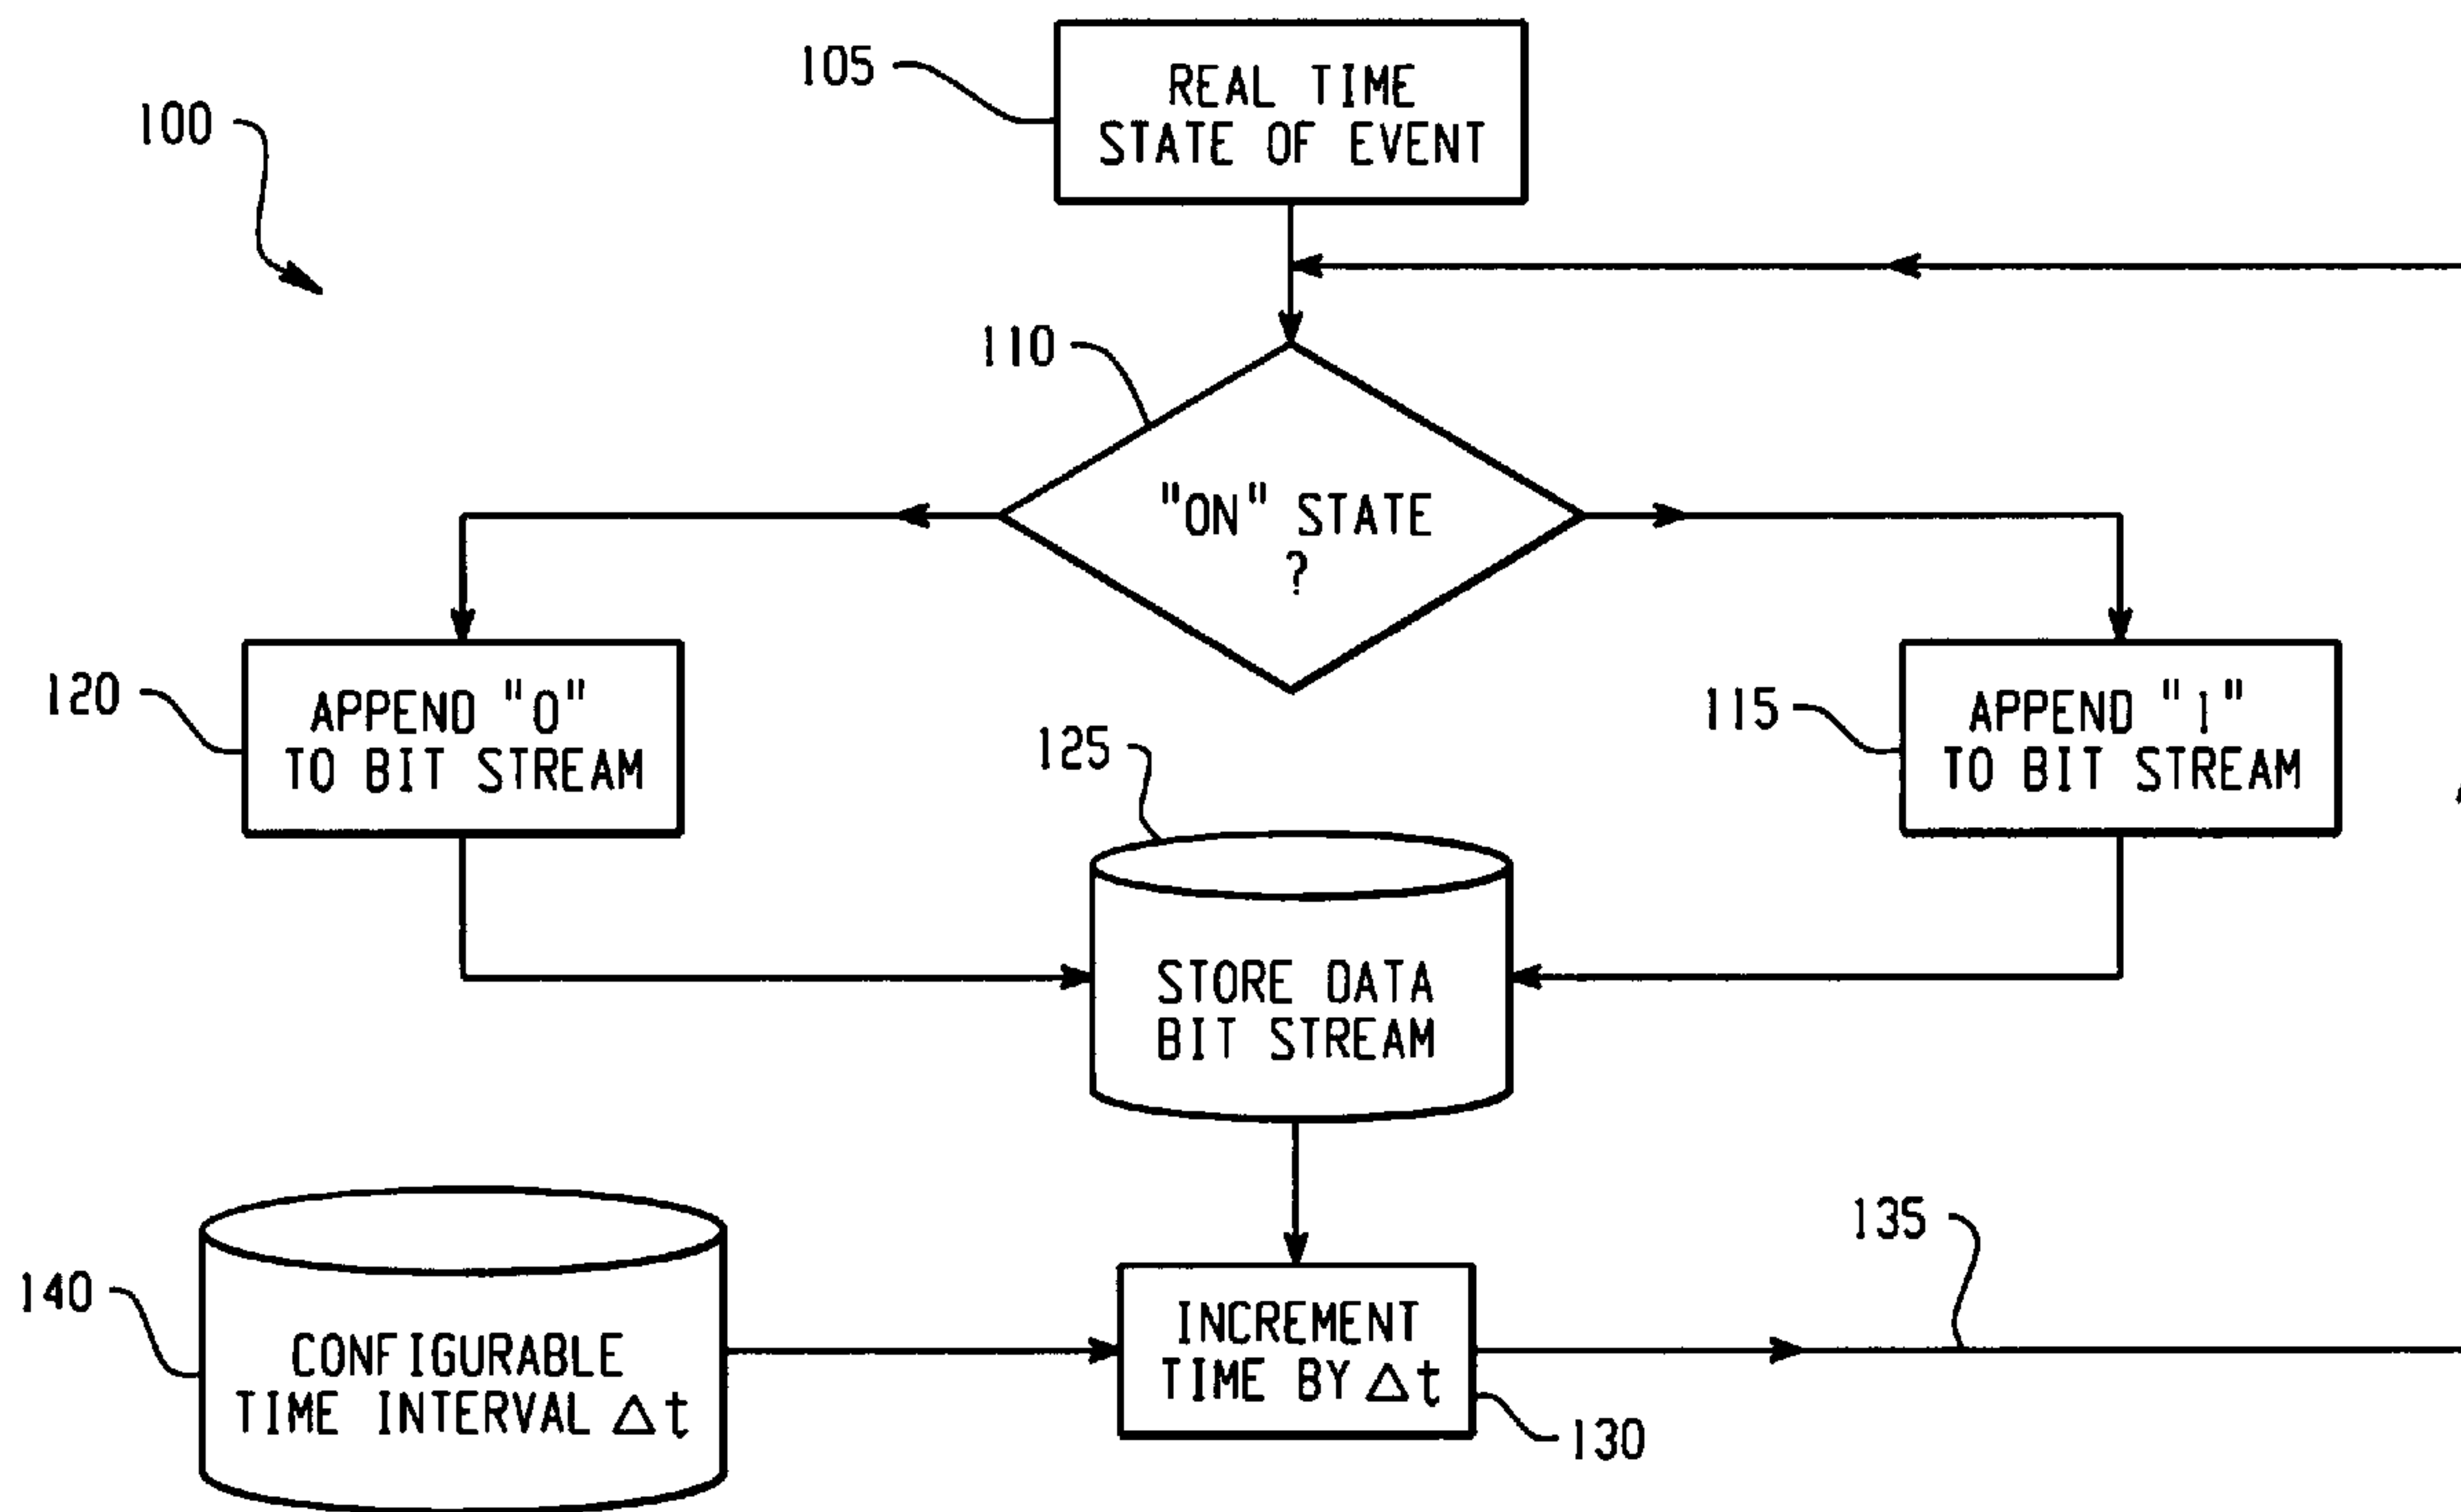 105
REAL TIME
STATE OF EVENT
100
110
"ON" STATE
?
120
APPEND "0"
TO BIT STREAM
115
APPEND "1"
TO BIT STREAM
125
STORE DATA
BIT STREAM
140
CONFIGURABLE
TIME INTERVAL Δt
INCREMENT
TIME BY Δt
130
135